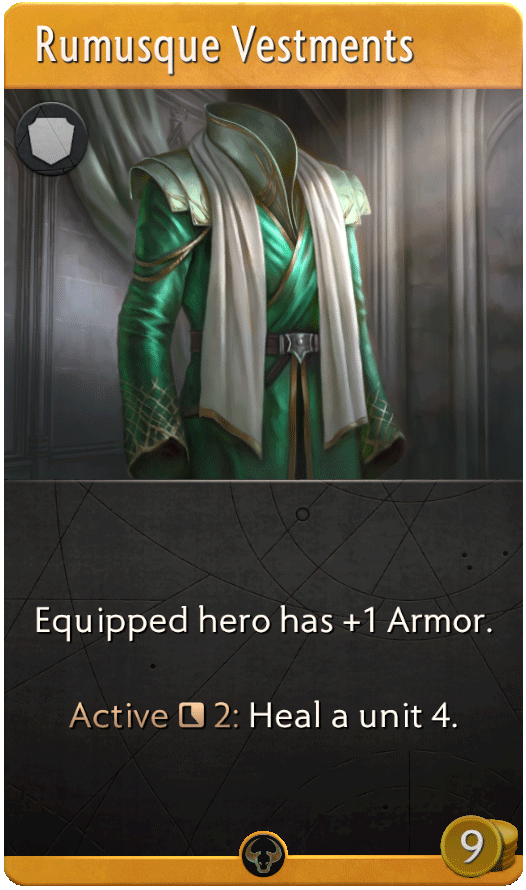 Rumusque Vestments
Equipped hero has +1 Armor.
Active 2: Heal a unit 4.
9